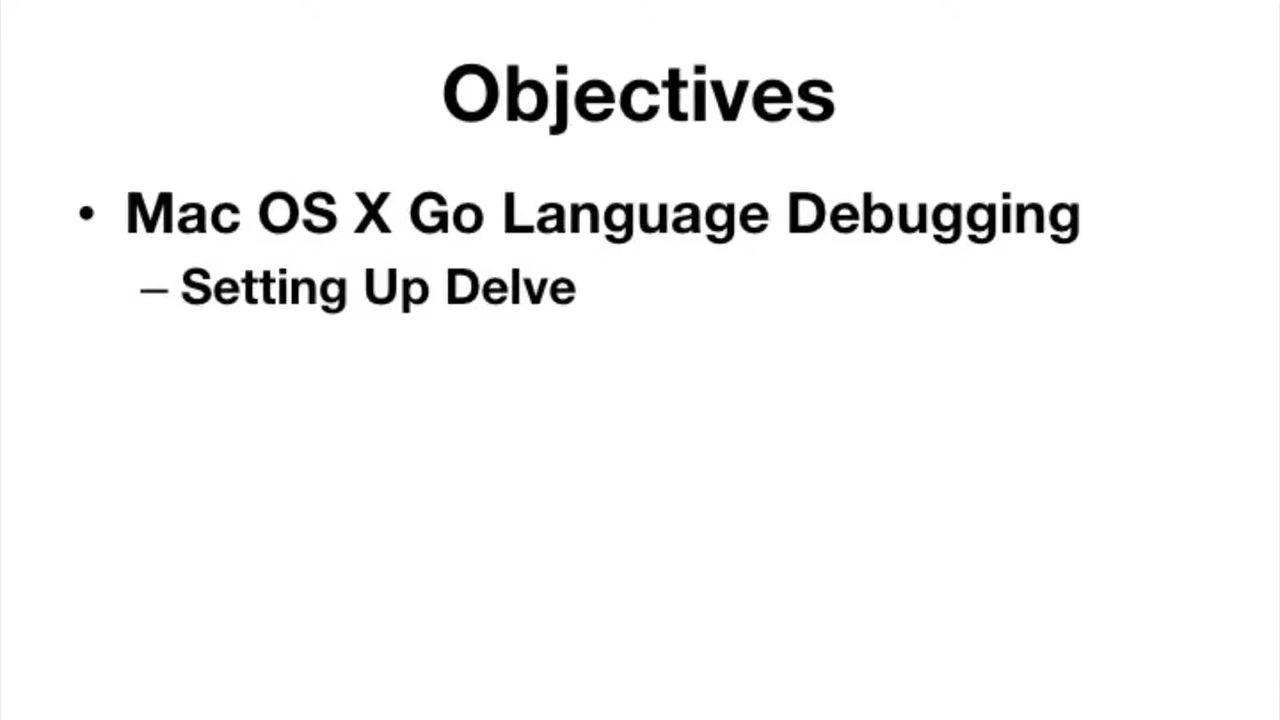 Objectives
• Mac OS X Go Language Debugging
– Setting Up Delve